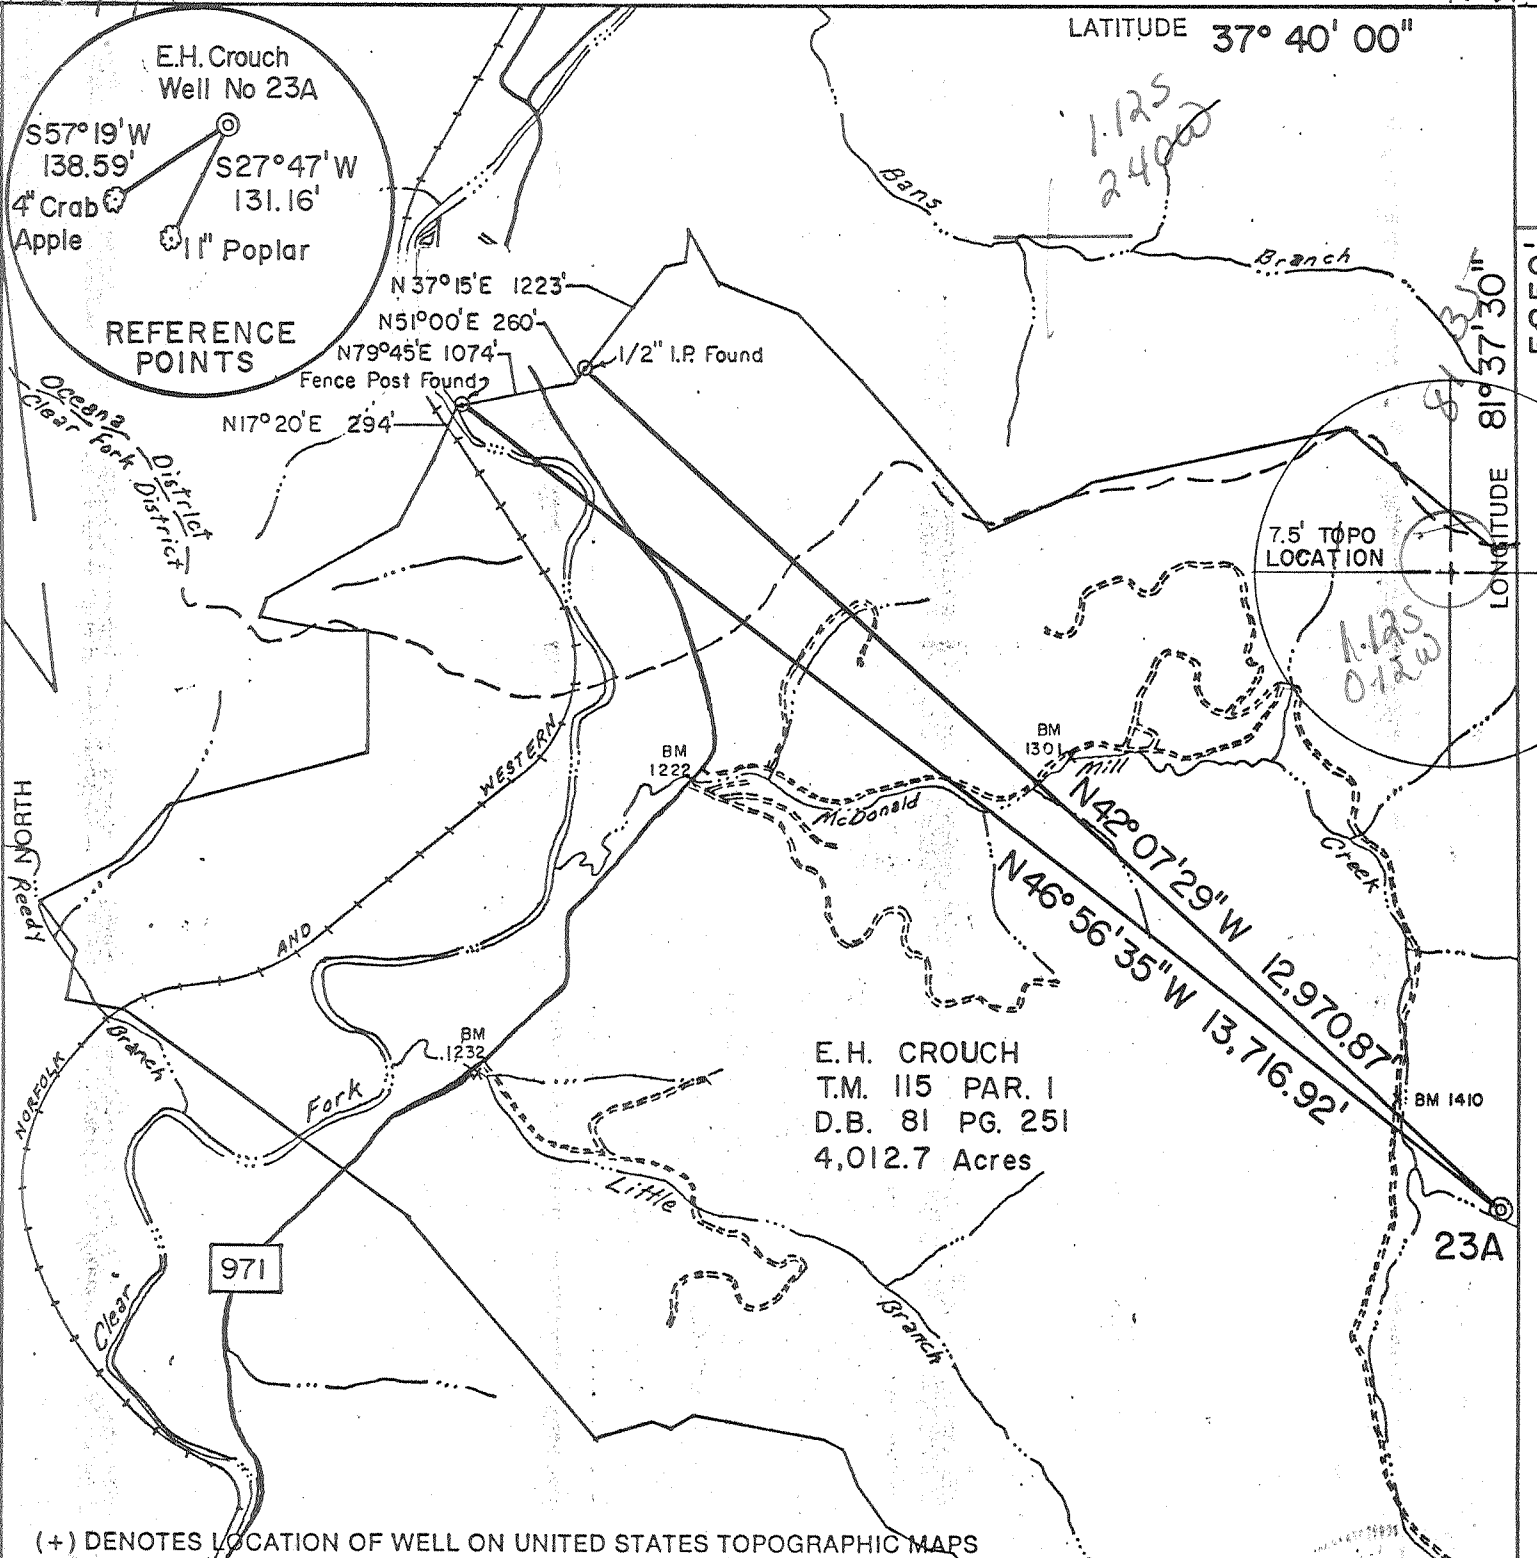 LATITUDE 37° 40' 00"
E.H. Crouch
Well No 23A
S57°19'W
138.59'
S27°47'W
131.16'
4" Crab
Apple
11" Poplar
REFERENCE
POINTS
1.12S
2.40W
Bans
Branch
N 37°15'E 1223'
N51°00'E 260'
N79°45'E 1074'
1/2" I.P. Found
Fence Post Found
N17°20'E 294'
Oceana District
Clear Fork District
LONGITUDE 81° 37' 30"
7.5' TOPO
LOCATION
1.12S
0.12W
BM
1222
BM
1301
McDonald
Mill
Creek
NORFOLK AND WESTERN
NORTH
Reedy
Branch
N42°07'29"W 12,970.87'
N46°56'35"W 13,716.92'
BM
1232
E.H. CROUCH
T.M. 115 PAR. 1
D.B. 81 PG. 251
4,012.7 Acres
BM 1410
Clear
Fork
Little
Branch
23A
971
(+) DENOTES LOCATION OF WELL ON UNITED STATES TOPOGRAPHIC MAPS